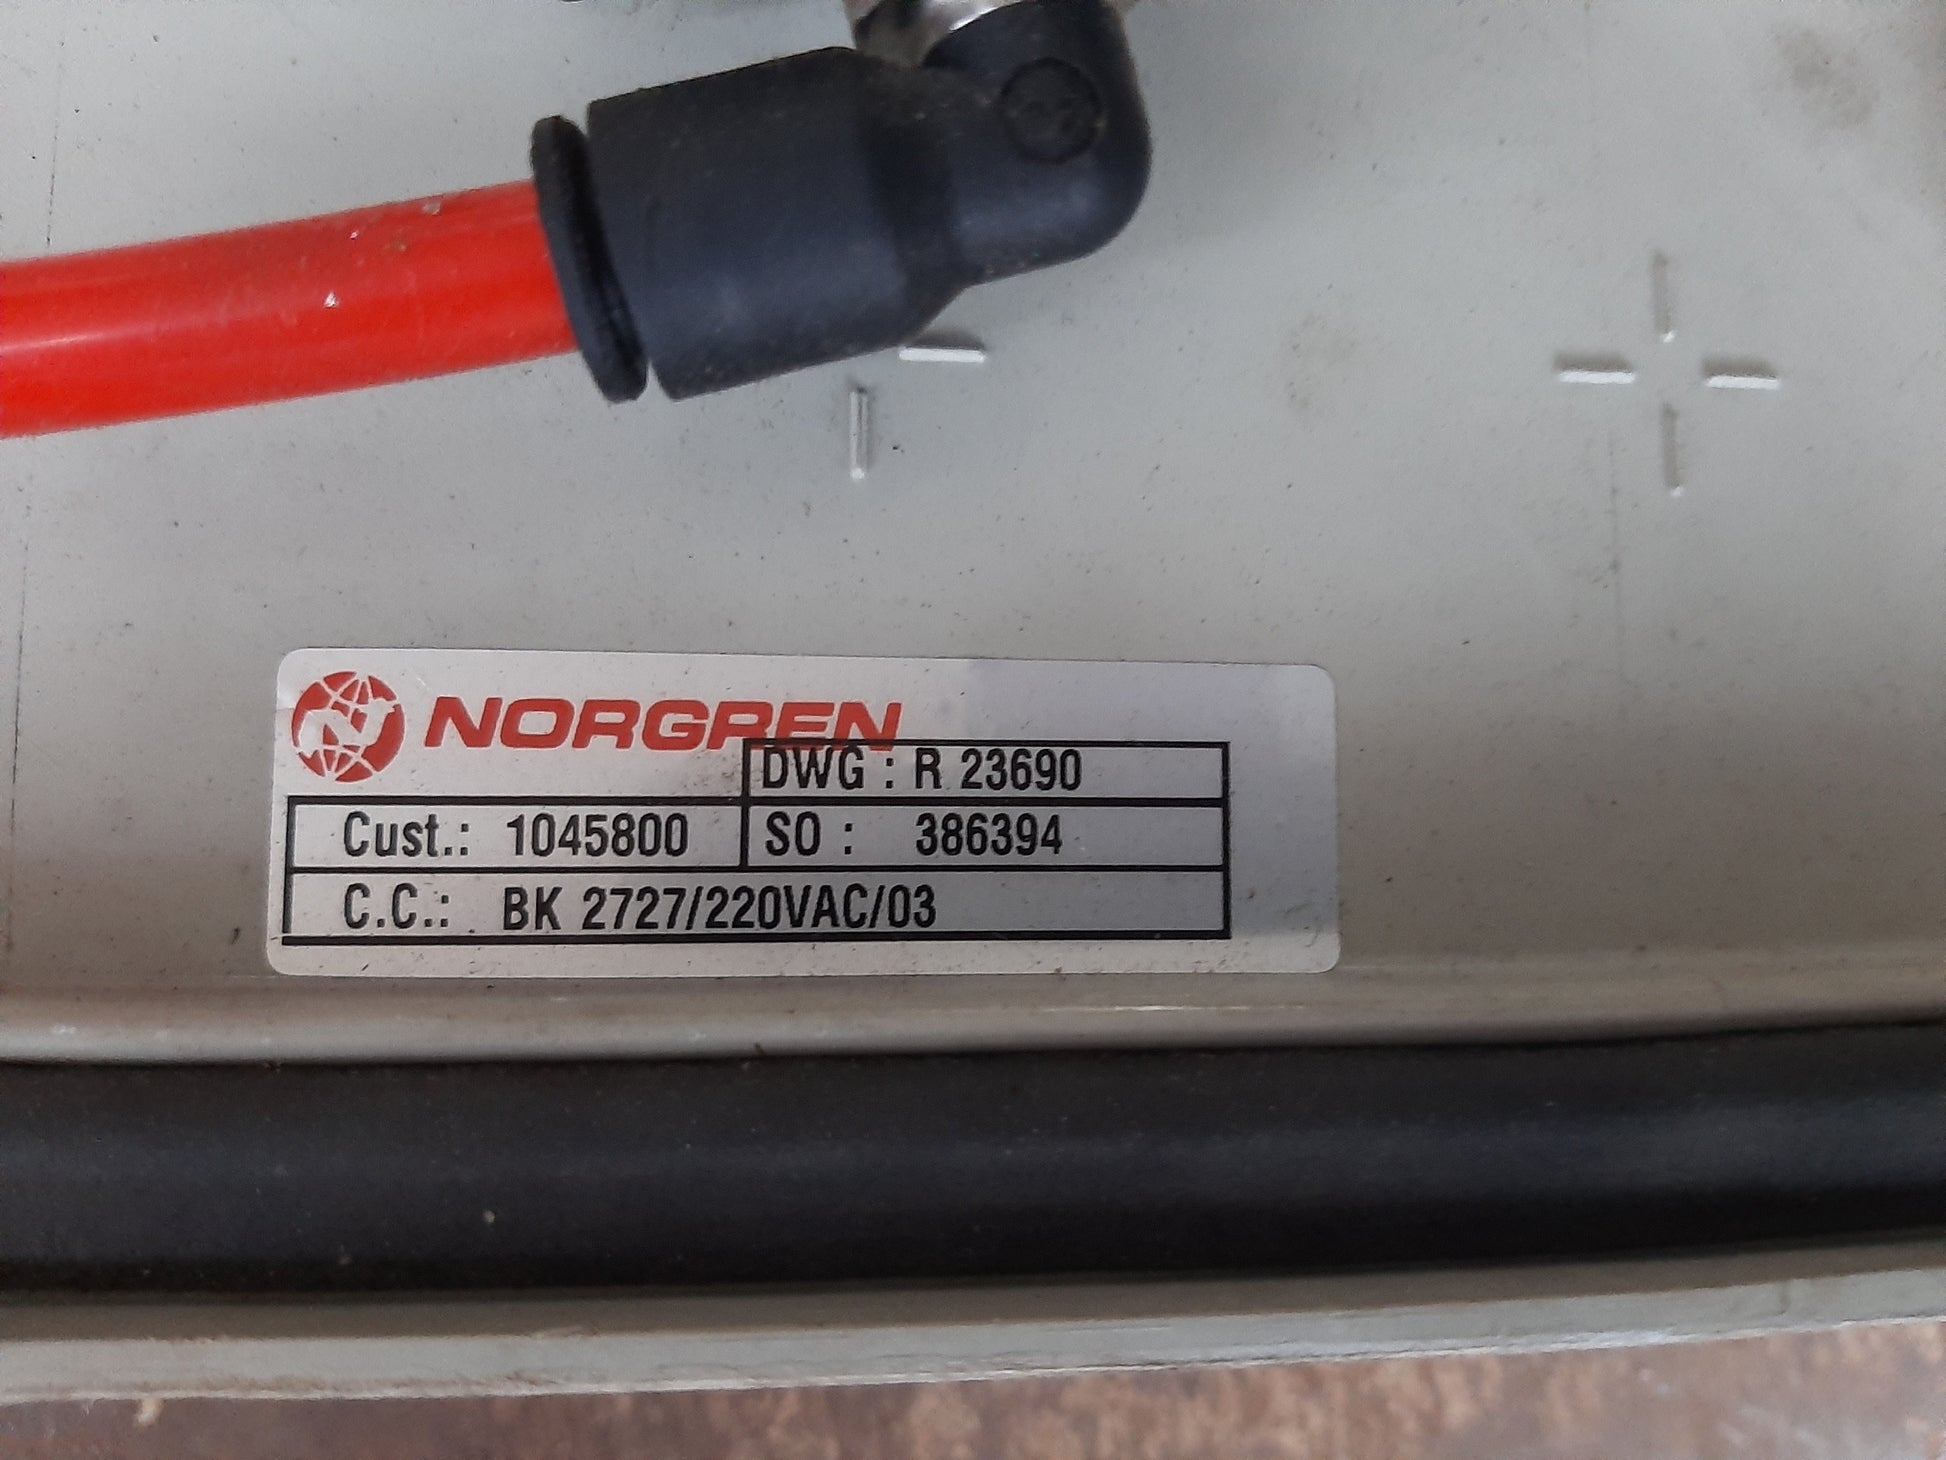 NORGREN
DWG : R 23690
Cust.: 1045800 SO : 386394
C.C.: BK 2727/220VAC/03